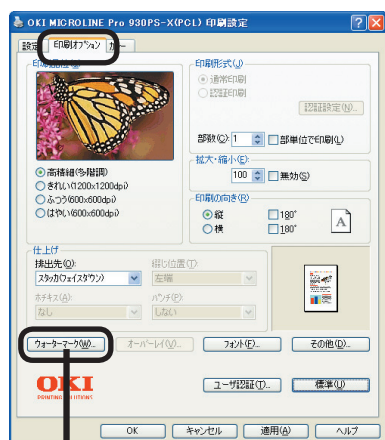 OKI MICROLINE Pro 930PS-X(PCL) 印刷設定
設定 印刷オプション カラー
印刷品位(Q)
高精細(多階調)
きれい(1200x1200dpi)
ふつう(600x600dpi)
はやい(600x600dpi)
印刷形式(J)
通常印刷
認証印刷
認証設定(N)...
部数(C): 1 部単位で印刷(L)
拡大・縮小(E):
100 無効(S)
印刷の向き(R)
縦 180°
横 180°
A
仕上げ
排出先(O): 綴じ位置(I):
スタッカ(フェイスダウン) 左端
ホチキス(A): パンチ(P):
なし しない
ウォーターマーク(W)... オーバーレイ(V)... フォント(F)... その他(D)...
OKI
PRINTING SOLUTIONS
ユーザ認証(T)... 標準(U)
OK キャンセル 適用(A) ヘルプ